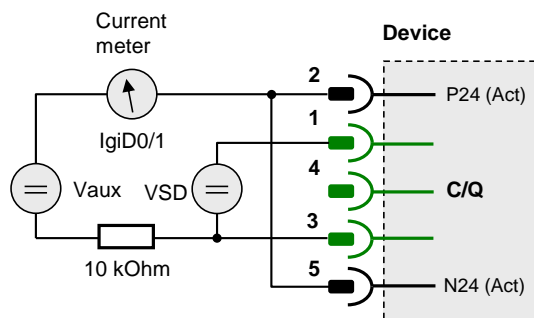 Current
meter
Device
2
P24 (Act)
IgiD0/1
1
4
Vaux
VSD
C/Q
3
10 kOhm
5
N24 (Act)